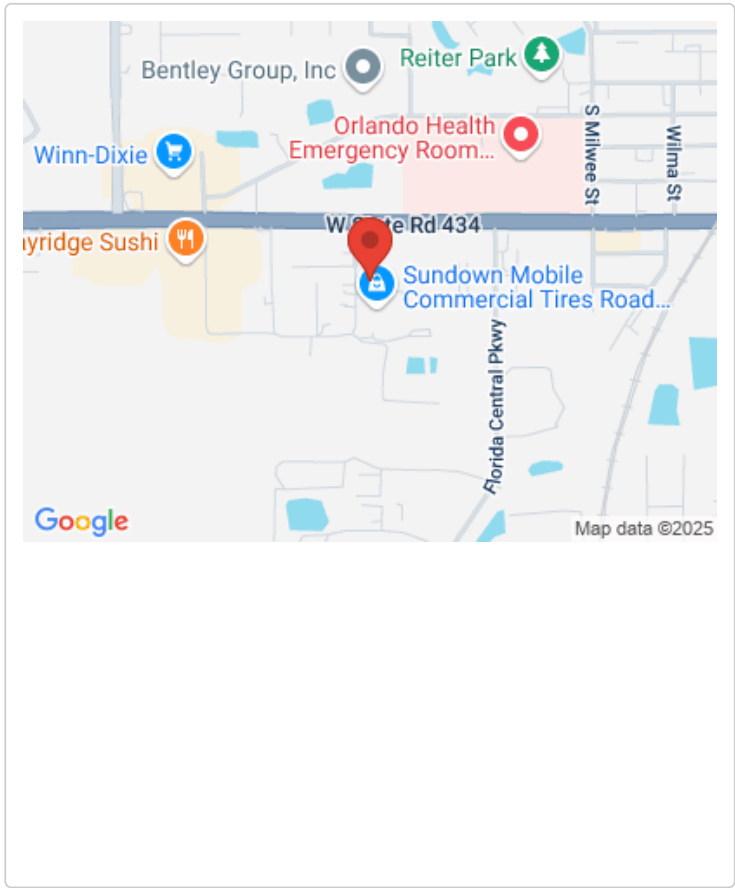 Bentley Group, Inc
Reiter Park
Orlando Health
Emergency Room...
S Milwee St
Wilma St
Winn-Dixie
W Rd 434
Sushi
Sundown Mobile
Commercial Tires Road...
Florida Central Pkwy
Google
Map data ©2025